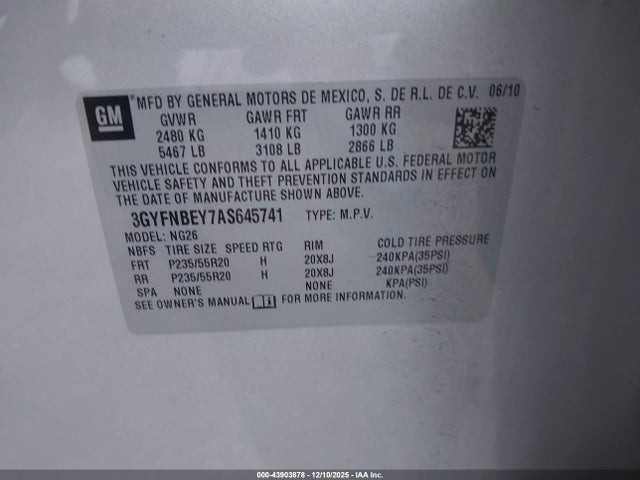 GM
MFD BY GENERAL MOTORS DE MEXICO, S. DE R.L. DE C.V. 06/10
GVWR GAWR FRT GAWR RR
2480 KG 1410 KG 1300 KG
5467 LB 3108 LB 2866 LB
THIS VEHICLE CONFORMS TO ALL APPLICABLE U.S. FEDERAL MOTOR
VEHICLE SAFETY AND THEFT PREVENTION STANDARDS IN EFFECT ON
THE DATE OF MANUFACTURE SHOWN ABOVE.
3GYFNBEY7AS645741 TYPE: M.P.V.
MODEL: NG26
NBFS TIRE SIZE SPEED RTG RIM COLD TIRE PRESSURE
FRT P235/55R20 H 20X8J 240KPA(35PSI)
RR P235/55R20 H 20X8J 240KPA(35PSI)
SPA NONE NONE KPA(PSI)
SEE OWNER'S MANUAL FOR MORE INFORMATION.
000-43903878 - 12/10/2025 - IAA Inc.